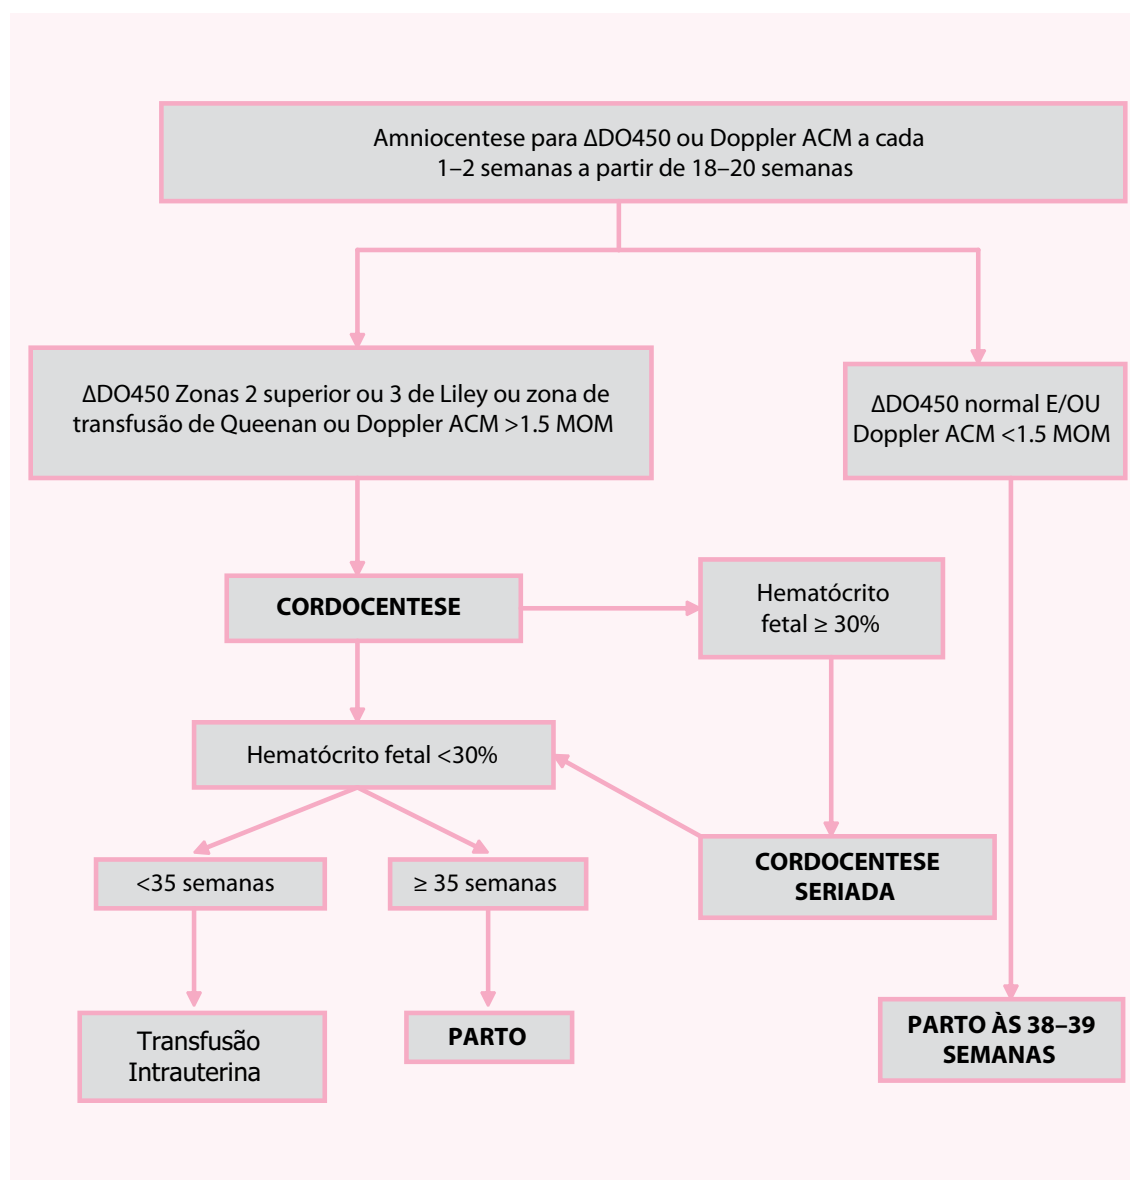 Amniocentese para ΔDO450 ou Doppler ACM a cada
1–2 semanas a partir de 18–20 semanas
ΔDO450 Zonas 2 superior ou 3 de Liley ou zona de
transfusão de Queenan ou Doppler ACM >1.5 MOM
ΔDO450 normal E/OU
Doppler ACM <1.5 MOM
CORDOCENTESE
Hematócrito
fetal ≥ 30%
Hematócrito fetal <30%
CORDOCENTESE
SERIADA
<35 semanas
≥ 35 semanas
Transfusão
Intrauterina
PARTO
PARTO ÀS 38–39
SEMANAS